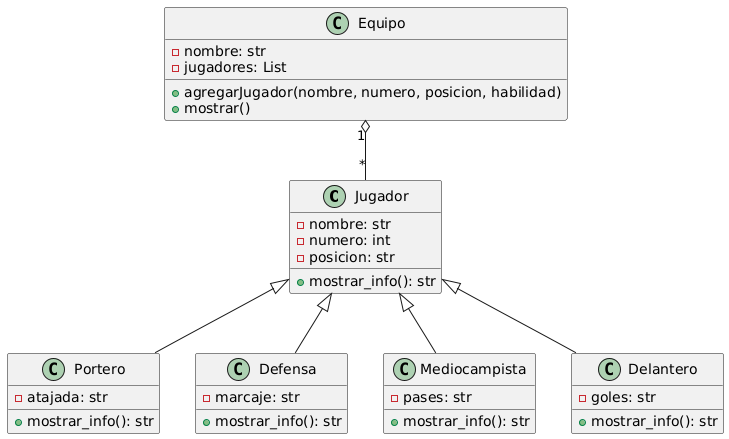 C Equipo
nombre: str
jugadores: List
agregarJugador(nombre, numero, posicion, habilidad)
mostrar()
1
*
C Jugador
nombre: str
numero: int
posicion: str
mostrar_info(): str
C Portero
atajada: str
mostrar_info(): str
C Defensa
marcaje: str
mostrar_info(): str
C Mediocampista
pases: str
mostrar_info(): str
C Delantero
goles: str
mostrar_info(): str